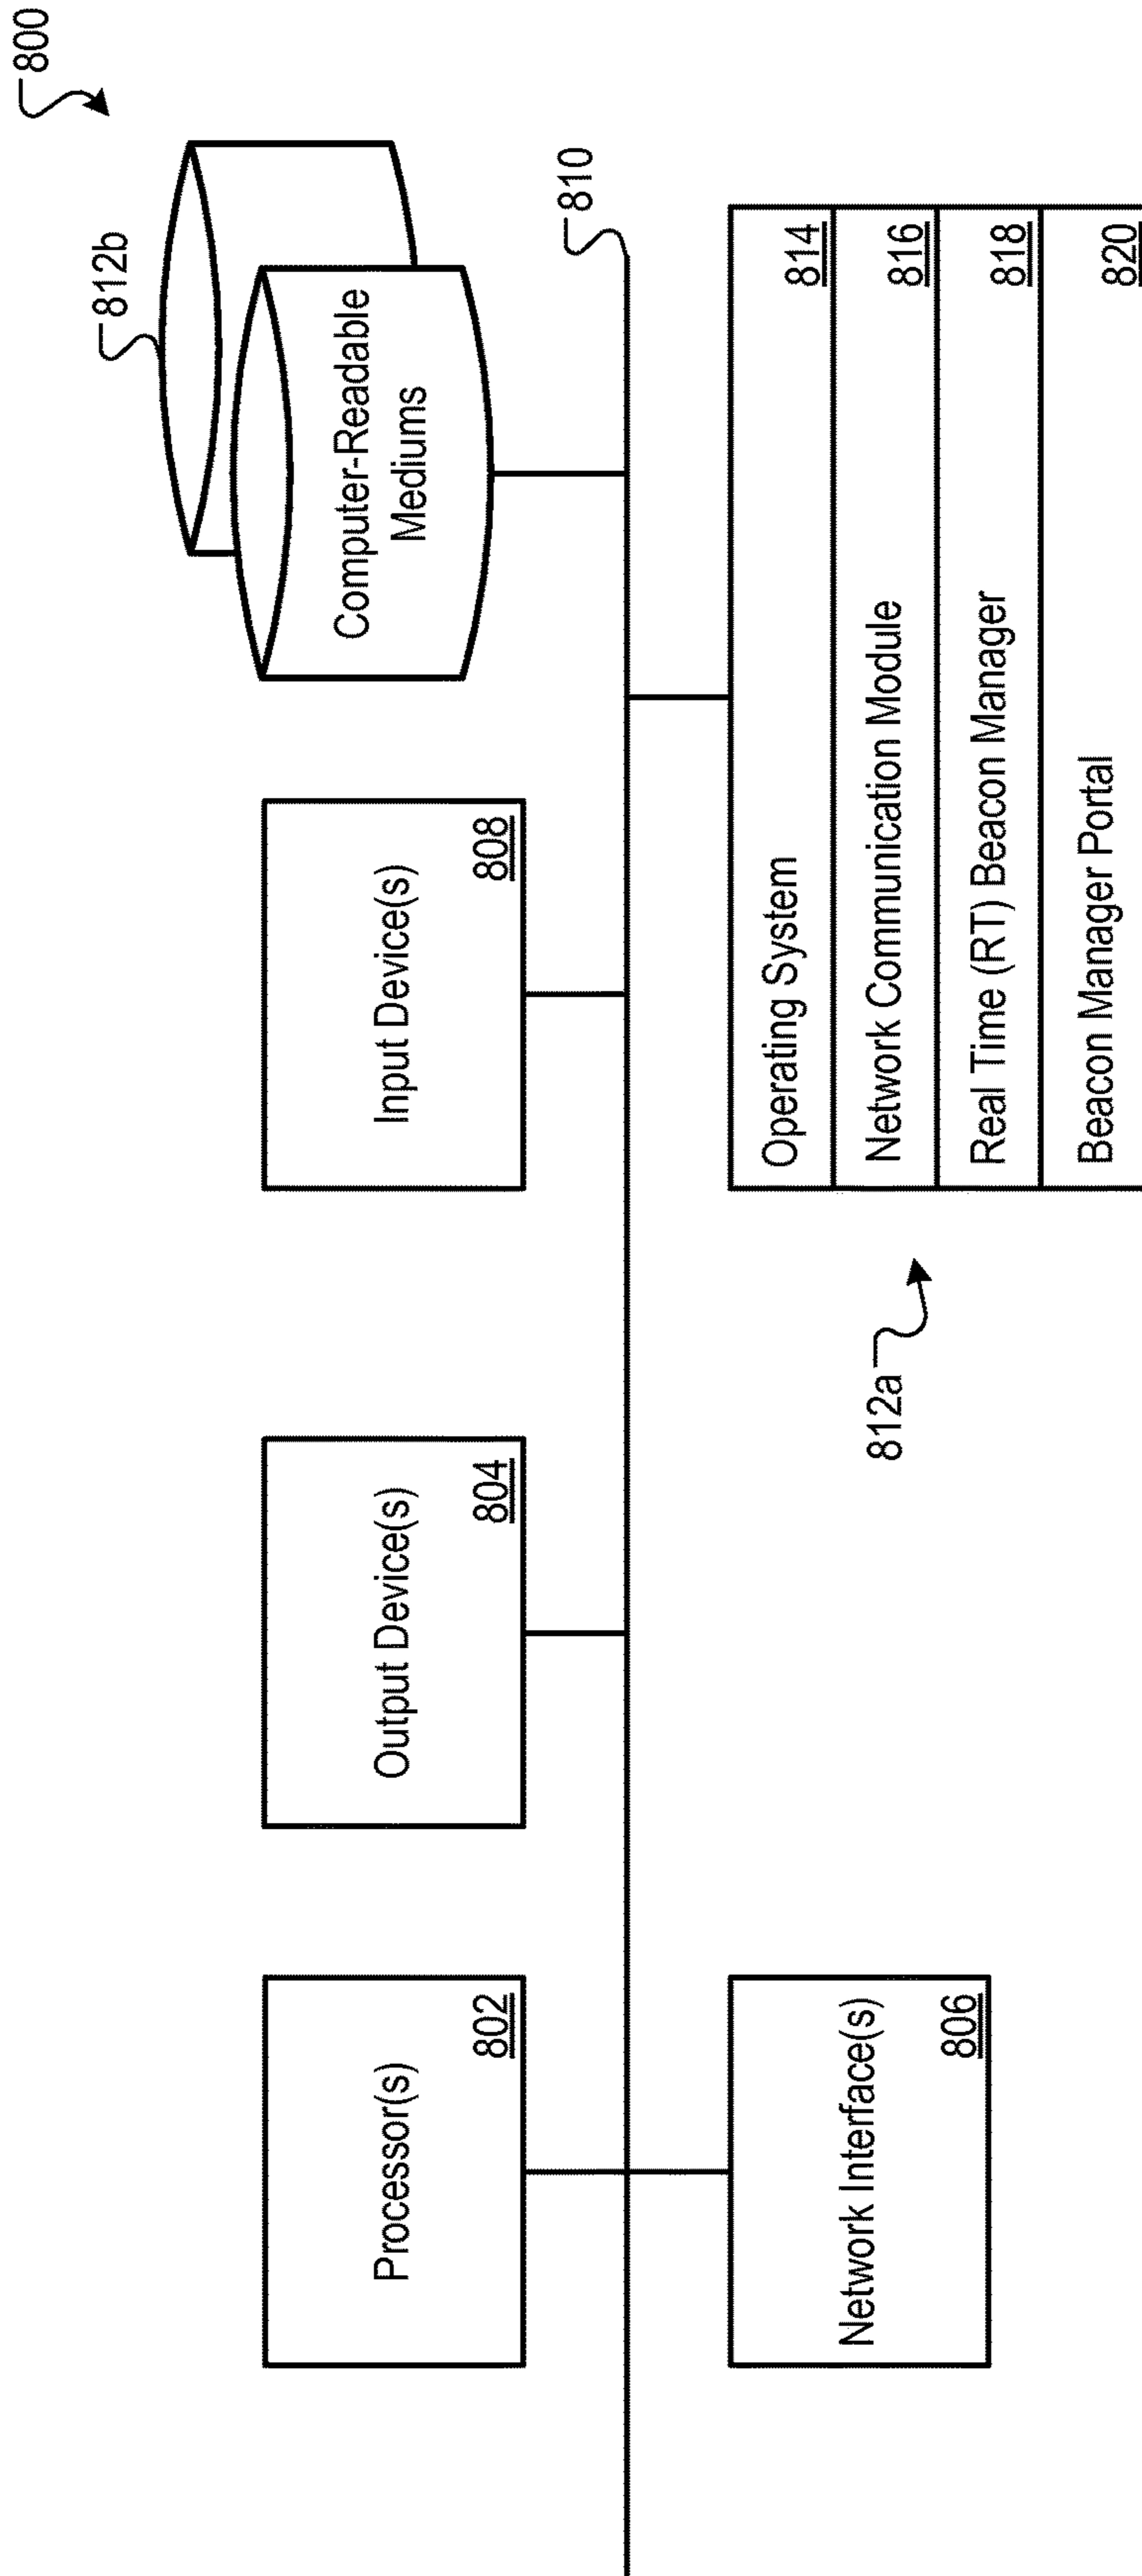 800
812b
Computer-Readable
Mediums
Processor(s)
802
Output Device(s)
804
Input Device(s)
808
810
Network Interface(s)
806
812a
Operating System
814
Network Communication Module
816
Real Time (RT) Beacon Manager
818
Beacon Manager Portal
820